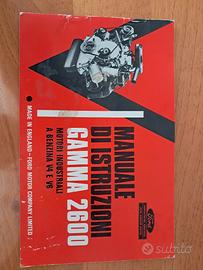 MANUALE
DI ISTRUZIONI
GAMMA 2600
MOTORI INDUSTRIALI
A BENZINA V4 E V6
MADE IN ENGLAND—FORD MOTOR COMPANY LIMITED
Ford
subito